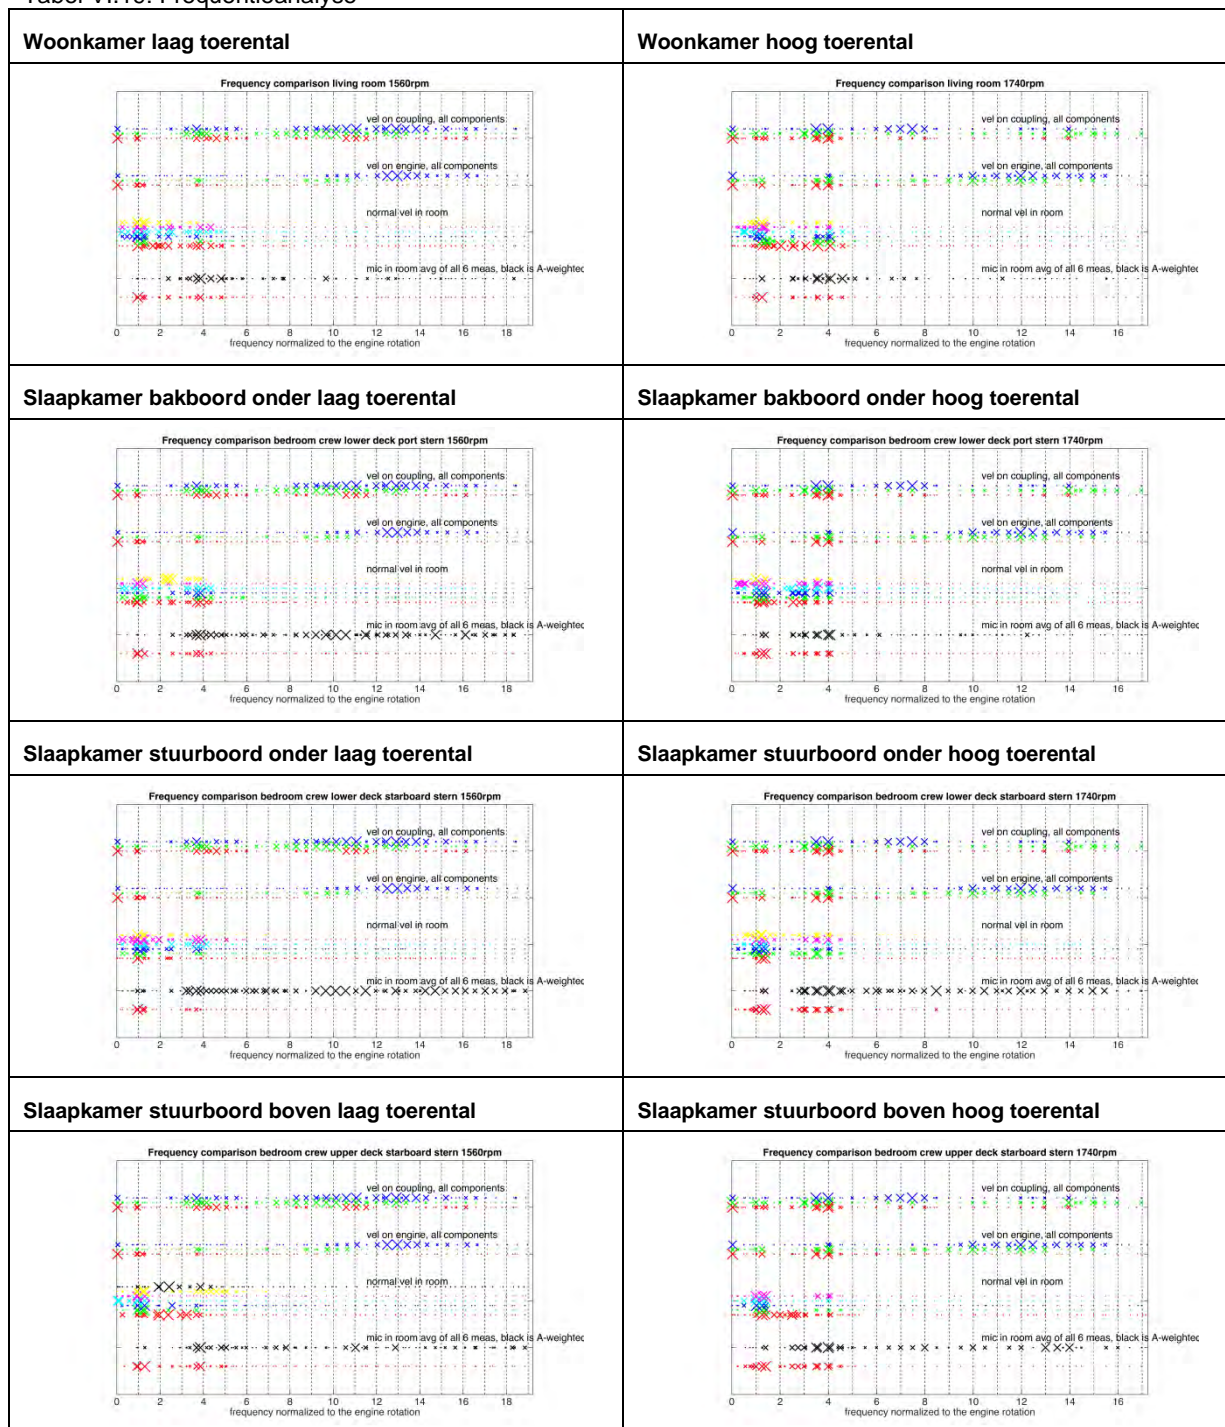 Tabel VI.10: Frequentieanalyse
Woonkamer laag toerental
Woonkamer hoog toerental
Frequency comparison living room 1560rpm
vel on coupling, all components
vel on engine, all components
normal vel in room
mic in room avg of all 6 meas, black is A-weighted
0 2 4 6 8 10 12 14 16 18
frequency normalized to the engine rotation
Frequency comparison living room 1740rpm
vel on coupling, all components
vel on engine, all components
normal vel in room
mic in room avg of all 6 meas, black is A-weighted
0 2 4 6 8 10 12 14 16
frequency normalized to the engine rotation
Slaapkamer bakboord onder laag toerental
Slaapkamer bakboord onder hoog toerental
Frequency comparison bedroom crew lower deck port stern 1560rpm
vel on coupling, all components
vel on engine, all components
normal vel in room
mic in room avg of all 6 meas, black is A-weighted
0 2 4 6 8 10 12 14 16 18
frequency normalized to the engine rotation
Frequency comparison bedroom crew lower deck port stern 1740rpm
vel on coupling, all components
vel on engine, all components
normal vel in room
mic in room avg of all 6 meas, black is A-weighted
0 2 4 6 8 10 12 14 16
frequency normalized to the engine rotation
Slaapkamer stuurboord onder laag toerental
Slaapkamer stuurboord onder hoog toerental
Frequency comparison bedroom crew lower deck starboard stern 1560rpm
vel on coupling, all components
vel on engine, all components
normal vel in room
mic in room avg of all 6 meas, black is A-weighted
0 2 4 6 8 10 12 14 16 18
frequency normalized to the engine rotation
Frequency comparison bedroom crew lower deck starboard stern 1740rpm
vel on coupling, all components
vel on engine, all components
normal vel in room
mic in room avg of all 6 meas, black is A-weighted
0 2 4 6 8 10 12 14 16
frequency normalized to the engine rotation
Slaapkamer stuurboord boven laag toerental
Slaapkamer stuurboord boven hoog toerental
Frequency comparison bedroom crew upper deck starboard stern 1560rpm
vel on coupling, all components
vel on engine, all components
normal vel in room
mic in room avg of all 6 meas, black is A-weighted
0 2 4 6 8 10 12 14 16 18
frequency normalized to the engine rotation
Frequency comparison bedroom crew upper deck starboard stern 1740rpm
vel on coupling, all components
vel on engine, all components
normal vel in room
mic in room avg of all 6 meas, black is A-weighted
0 2 4 6 8 10 12 14 16
frequency normalized to the engine rotation